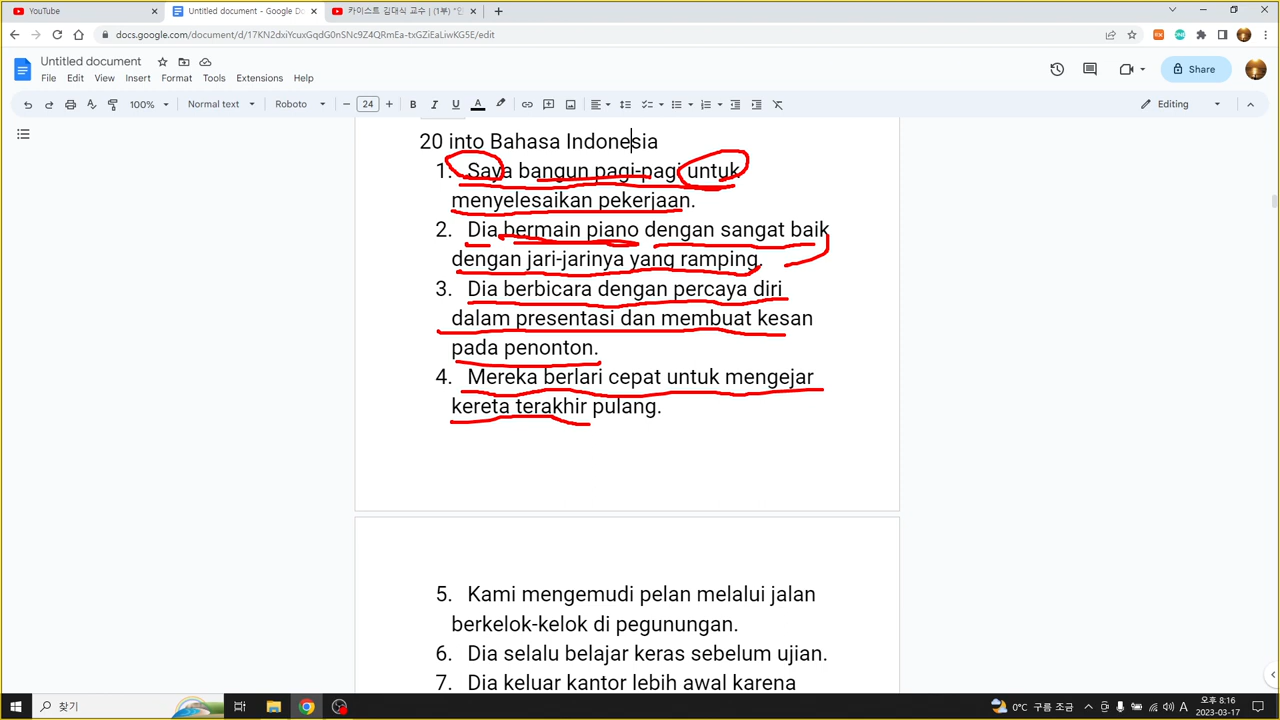 YouTube
Untitled document - Google Do
카이스트 김대식 교수 | (1부) "인
docs.google.com/document/d/17KN2dxiYcuxGqdG0nSNc9Z4QRmEa-txGZiEaLiwKG5E/edit
Untitled document
File Edit View Insert Format Tools Extensions Help
Share
100% Normal text Roboto 24 Editing
20 into Bahasa Indonesia
1. Saya bangun pagi-pagi untuk
menyelesaikan pekerjaan.
2. Dia bermain piano dengan sangat baik
dengan jari-jarinya yang ramping.
3. Dia berbicara dengan percaya diri
dalam presentasi dan membuat kesan
pada penonton.
4. Mereka berlari cepat untuk mengejar
kereta terakhir pulang.
5. Kami mengemudi pelan melalui jalan
berkelok-kelok di pegunungan.
6. Dia selalu belajar keras sebelum ujian.
7. Dia keluar kantor lebih awal karena
찾기
0°C 구름 조금
A
오후 8:16
2023-03-17